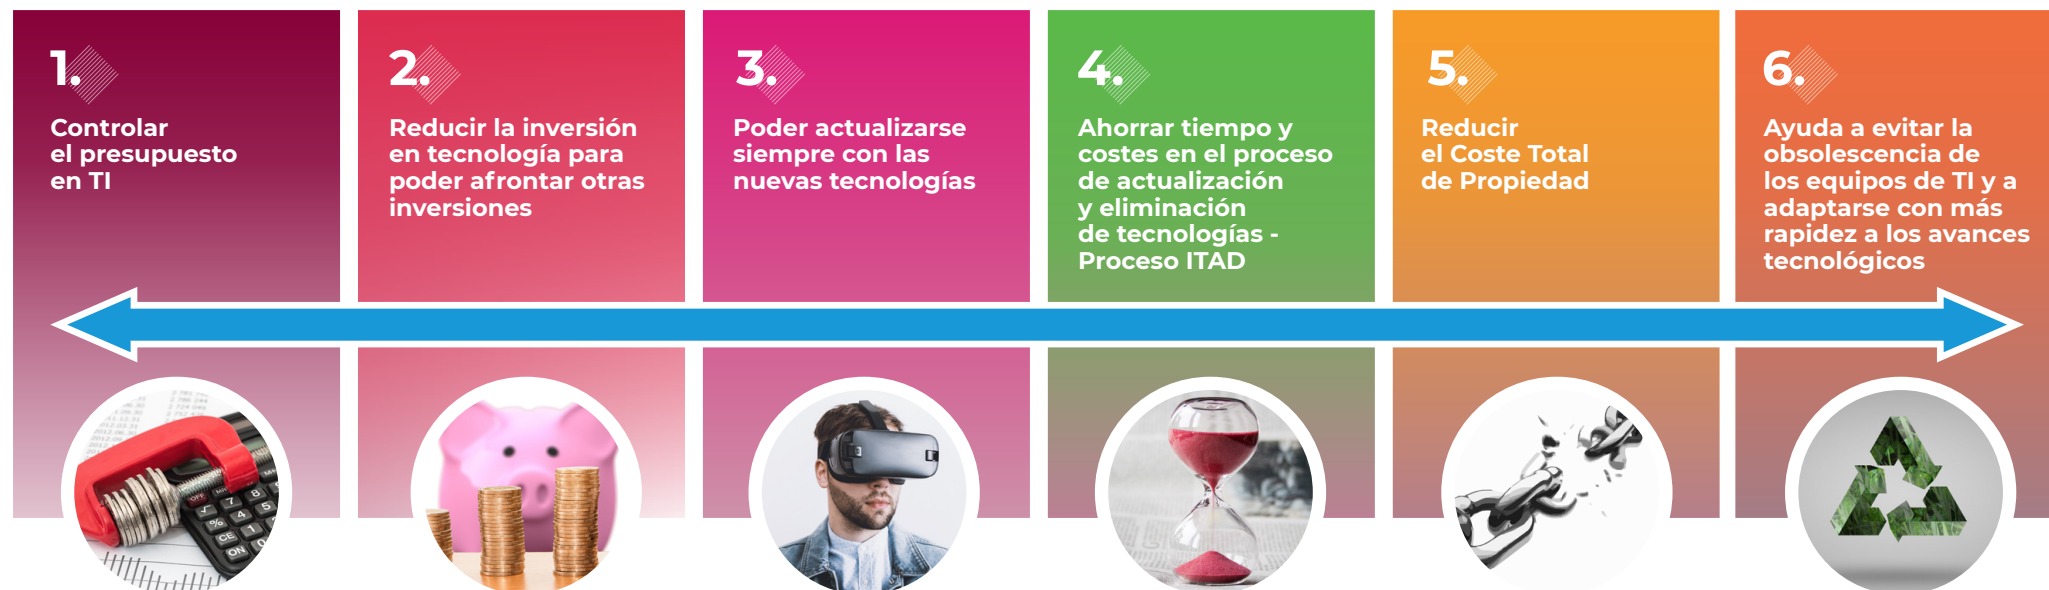 1.
Controlar
el presupuesto
en TI
2.
Reducir la inversión
en tecnología para
poder afrontar otras
inversiones
3.
Poder actualizarse
siempre con las
nuevas tecnologías
4.
Ahorrar tiempo y
costes en el proceso
de actualización
y eliminación
de tecnologías -
Proceso ITAD
5.
Reducir
el Coste Total
de Propiedad
6.
Ayuda a evitar la
obsolescencia de
los equipos de TI y a
adaptarse con más
rapidez a los avances
tecnológicos